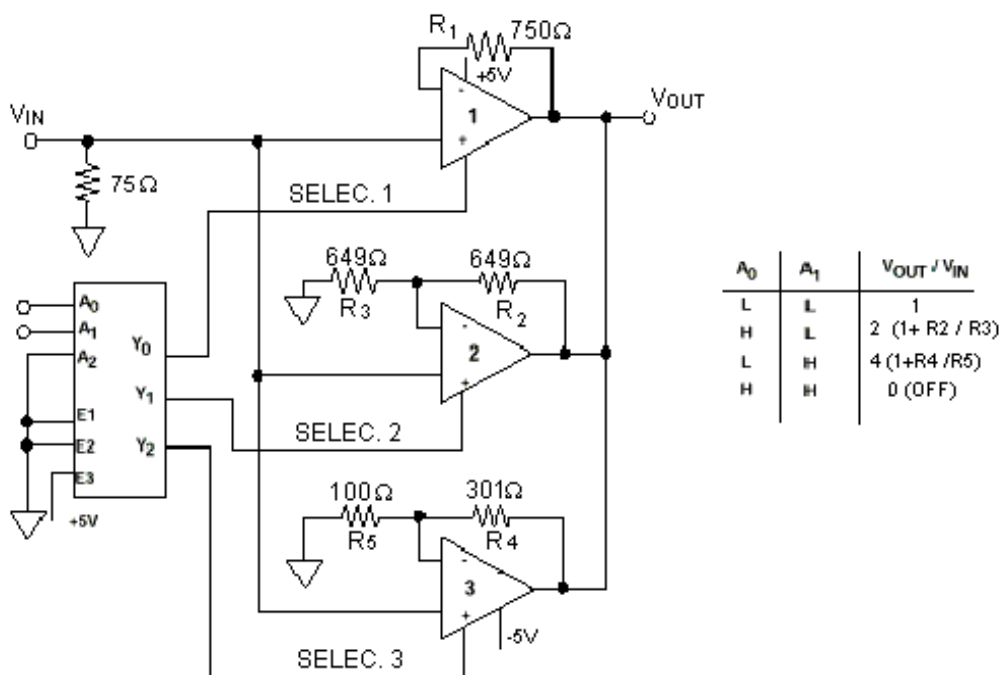 R1 750Ω
+5V
-
1
+
VOUT
VIN
75Ω
SELEC. 1
649Ω 649Ω
R3 R2
-
2
+
A0
A1
A2
Y0
Y1
E1
E2 Y2
E3
+5V
SELEC. 2
100Ω 301Ω
R5 R4
- -
3
+
-5V
SELEC. 3
A0 A1 VOUT / VIN
L L 1
H L 2 (1+ R2 / R3)
L H 4 (1+R4 /R5)
H H 0 (OFF)